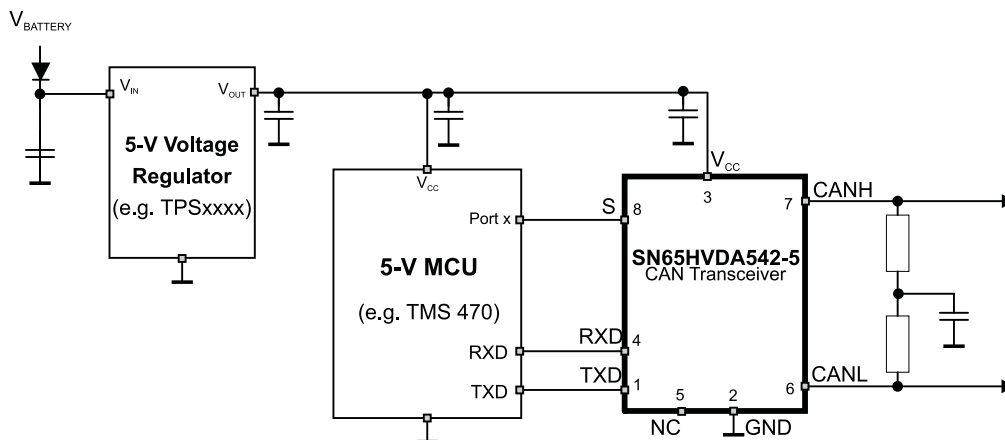 VBATTERY
VIN
VOUT
5-V Voltage
Regulator
(e.g. TPSxxxx)
VCC
Port x
5-V MCU
(e.g. TMS 470)
RXD
TXD
S
RXD
TXD
VCC
3
8
7
CANH
SN65HVDA542-5
CAN Transceiver
4
1
5
2
6
CANL
NC
GND